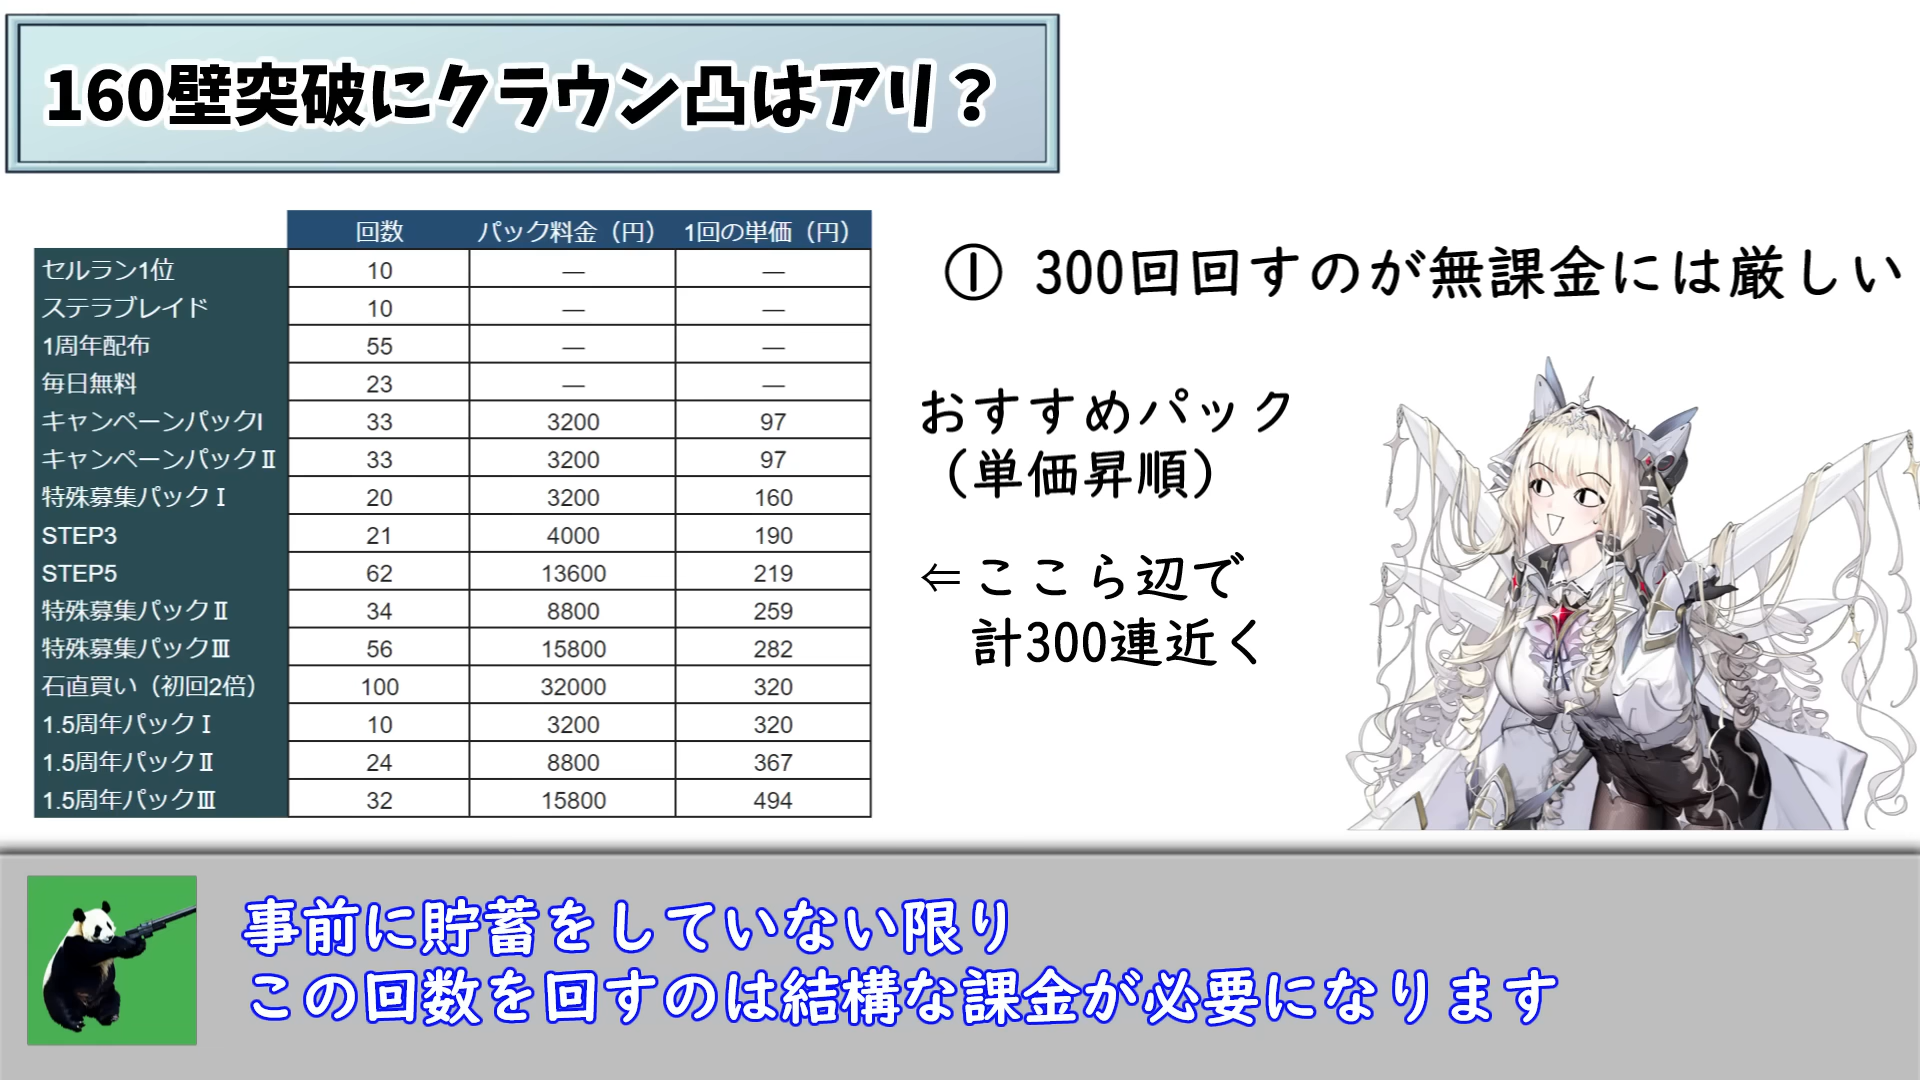 160壁突破にクラウン凸はアリ？
回数 パック料金（円） 1回の単価（円）
セルラン1位 10 — —
ステラブレイド 10 — —
1周年配布 55 — —
毎日無料 23 — —
キャンペーンパックⅠ 33 3200 97
キャンペーンパックⅡ 33 3200 97
特殊募集パックⅠ 20 3200 160
STEP3 21 4000 190
STEP5 62 13600 219
特殊募集パックⅡ 34 8800 259
特殊募集パックⅢ 56 15800 282
石直買い（初回2倍） 100 32000 320
1.5周年パックⅠ 10 3200 320
1.5周年パックⅡ 24 8800 367
1.5周年パックⅢ 32 15800 494
① 300回回すのが無課金には厳しい
おすすめパック
（単価昇順）
⇐ここら辺で
計300連近く
事前に貯蓄をしていない限り
この回数を回すのは結構な課金が必要になります